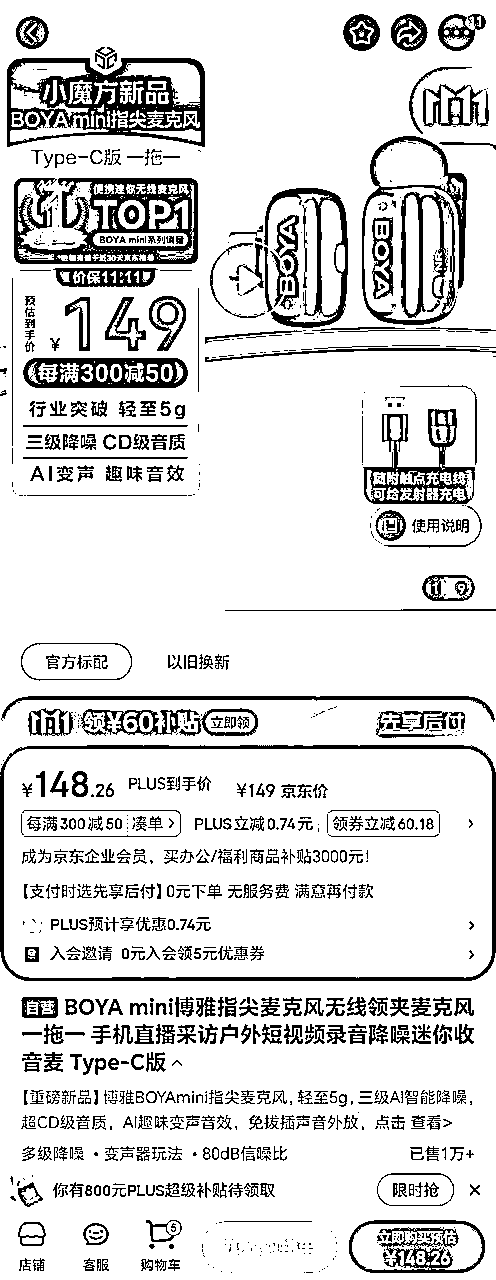 11
小魔方新品
BOYA mini指尖麦克风
Type-C版 一拖一
便携迷你无线麦克风
TOP1
BOYA mini系列销量
价保11.11
预估到手价
¥149
每满300减50
行业突破 轻至5g
三级降噪 CD级音质
AI变声 趣味音效
BOYA
BOYA
随附触点充电线
可给发射器充电
使用说明
官方标配
以旧换新
11.11 领¥60补贴 立即领
先享后付
¥148.26 PLUS到手价 ¥149 京东价
每满300减50 凑单> PLUS立减0.74元 领券立减60.18 >
成为京东企业会员，买办公/福利商品补贴3000元!
【支付时选先享后付】0元下单 无服务费 满意再付款
PLUS预计享优惠0.74元 >
入会邀请 0元入会领5元优惠券 >
自营 BOYA mini博雅指尖麦克风无线领夹麦克风
一拖一 手机直播采访户外短视频录音降噪迷你收
音麦 Type-C版
【重磅新品】博雅BOYAmini指尖麦克风，轻至5g，三级AI智能降噪，
超CD级音质，AI趣味变声音效，免拔插声音外放，点击 查看>
多级降噪 · 变声器玩法 · 80dB信噪比
已售1万+
你有800元PLUS超级补贴待领取
限时抢 ×
5
店铺
客服
购物车
立即购买预估
¥148.26